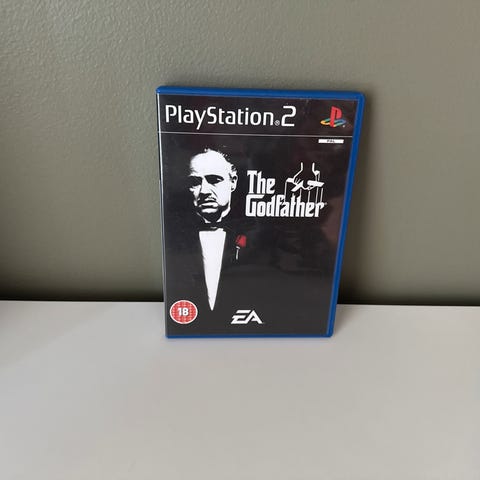 PlayStation®2
PAL
The
Godfather
18
EA